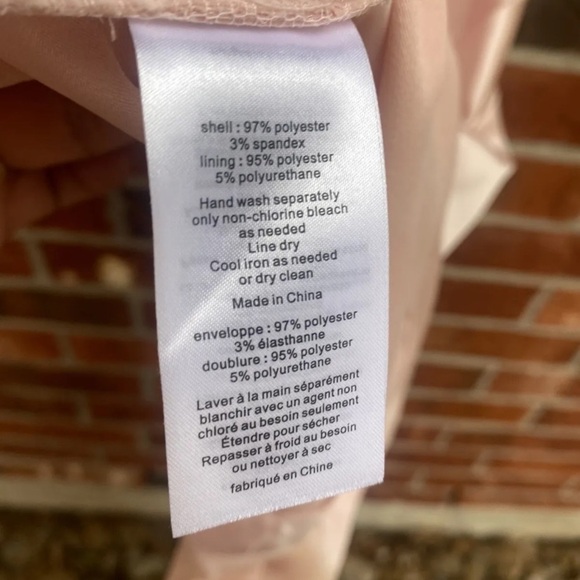 shell : 97% polyester
3% spandex
lining : 95% polyester
5% polyurethane
Hand wash separately
only non-chlorine bleach
as needed
Line dry
Cool iron as needed
or dry clean
Made in China
enveloppe : 97% polyester
3% élasthanne
doublure : 95% polyester
5% polyurethane
Laver à la main séparément
blanchir avec un agent non
chloré au besoin seulement
Étendre pour sécher
Repasser à froid au besoin
ou nettoyer à sec
fabriqué en Chine